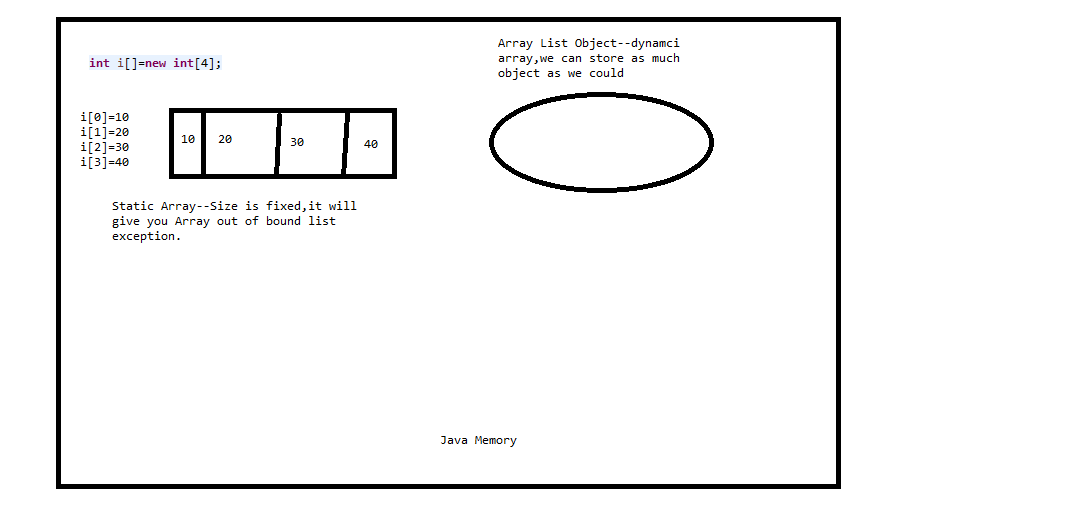 int i[]=new int[4];
i[0]=10
i[1]=20
i[2]=30
i[3]=40
10 20 30 40
Static Array--Size is fixed,it will
give you Array out of bound list
exception.
Array List Object--dynamci
array,we can store as much
object as we could
Java Memory